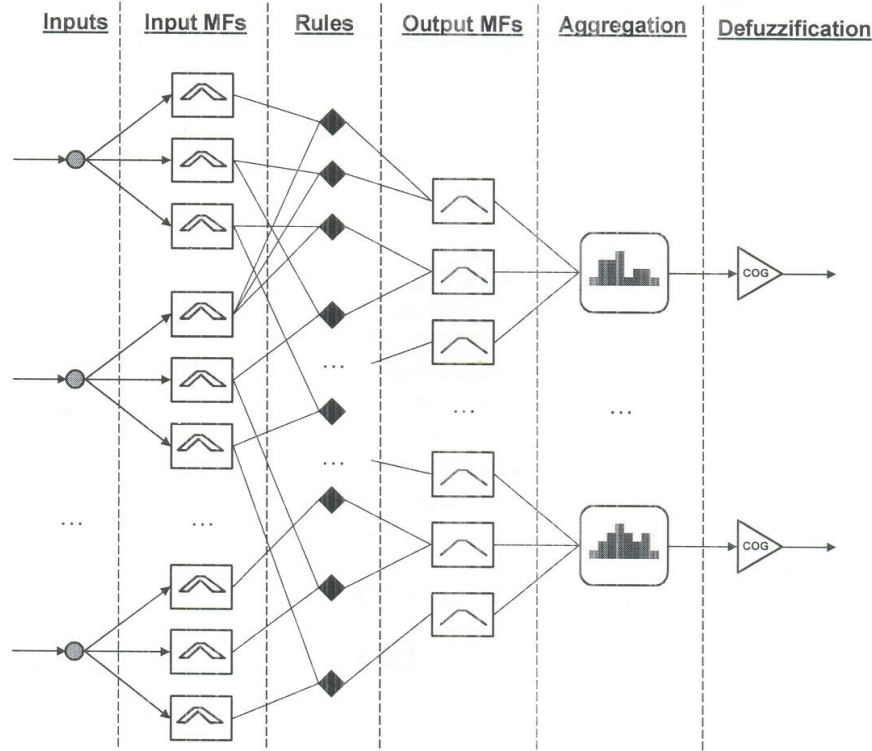 Inputs Input MFs Rules Output MFs Aggregation Defuzzification
COG
...
... ...
...
... ...
COG